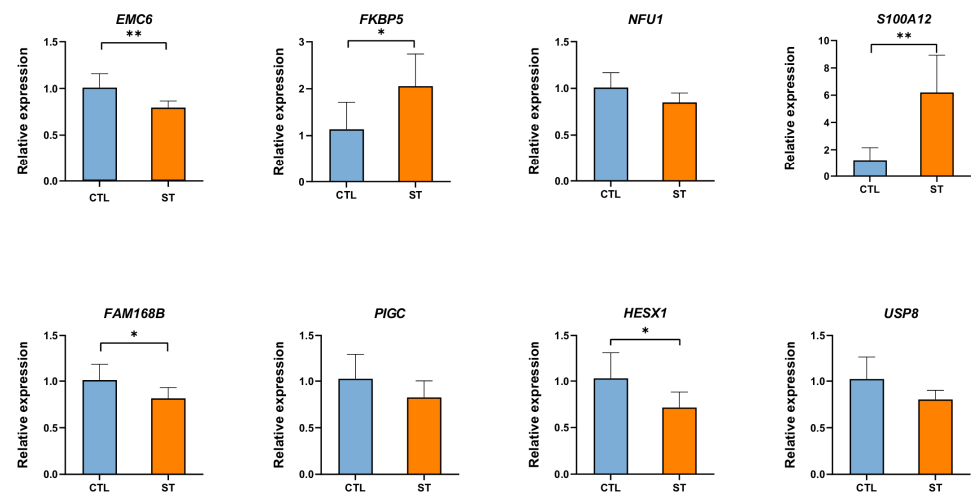 EMC6
**
Relative expression
1.5
1.0
0.5
0.0
CTL ST
FKBP5
*
Relative expression
3
2
1
0
CTL ST
NFU1
Relative expression
1.5
1.0
0.5
0.0
CTL ST
S100A12
**
Relative expression
10
8
6
4
2
0
CTL ST
FAM168B
*
Relative expression
1.5
1.0
0.5
0.0
CTL ST
PIGC
Relative expression
1.5
1.0
0.5
0.0
CTL ST
HESX1
*
Relative expression
1.5
1.0
0.5
0.0
CTL ST
USP8
Relative expression
1.5
1.0
0.5
0.0
CTL ST